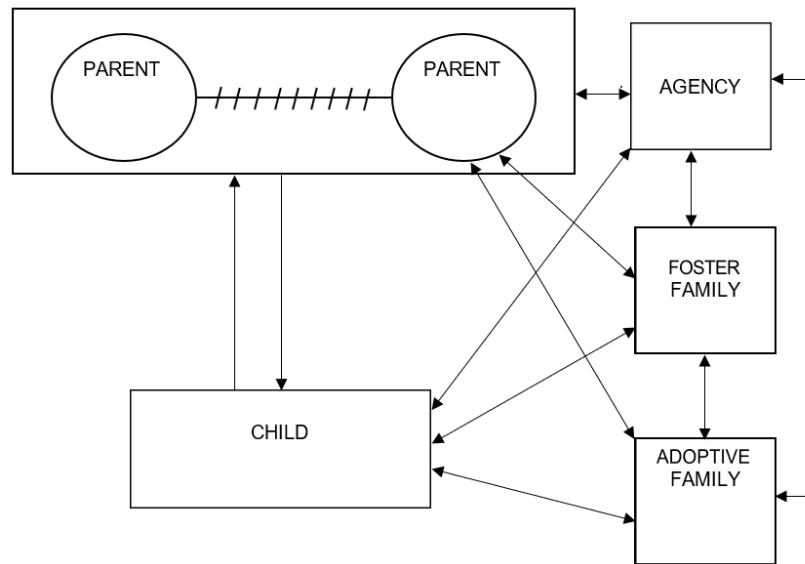 PARENT
PARENT
AGENCY
FOSTER
FAMILY
CHILD
ADOPTIVE
FAMILY